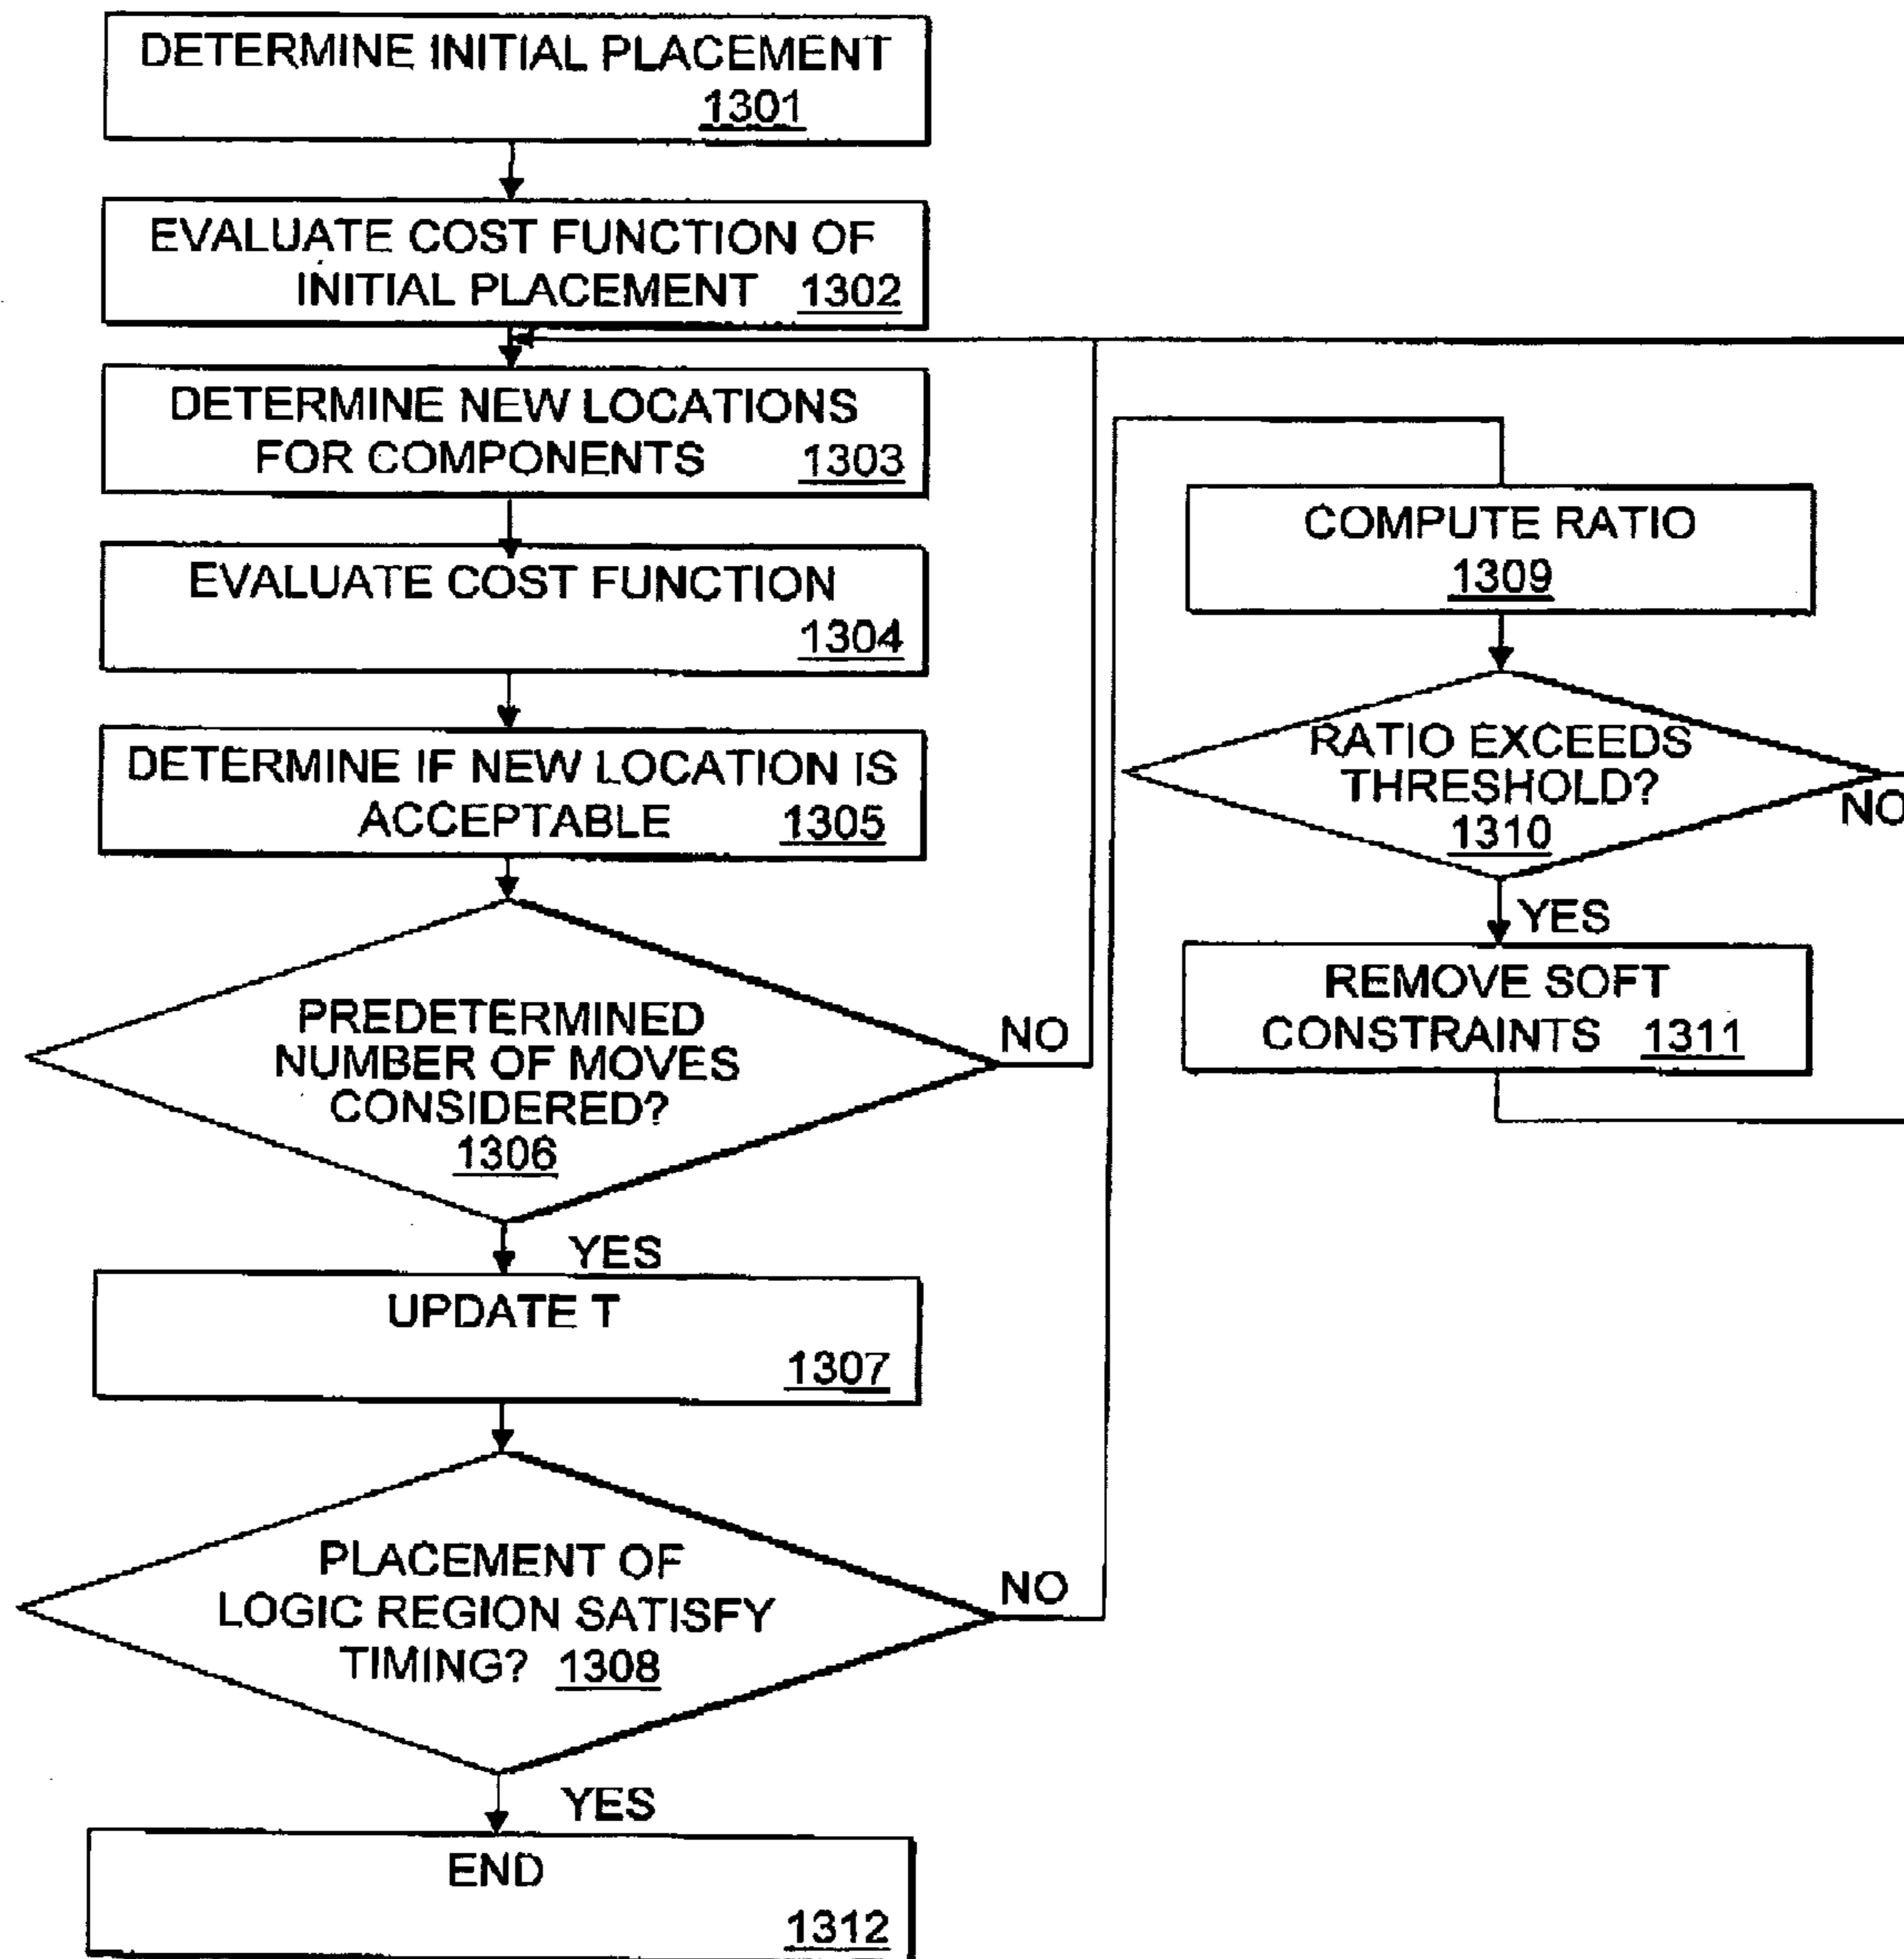 DETERMINE INITIAL PLACEMENT
1301
EVALUATE COST FUNCTION OF
INITIAL PLACEMENT 1302
DETERMINE NEW LOCATIONS
FOR COMPONENTS 1303
EVALUATE COST FUNCTION
1304
DETERMINE IF NEW LOCATION IS
ACCEPTABLE 1305
PREDETERMINED
NUMBER OF MOVES
CONSIDERED?
1306
NO
YES
UPDATE T
1307
PLACEMENT OF
LOGIC REGION SATISFY
TIMING? 1308
NO
YES
END
1312
COMPUTE RATIO
1309
RATIO EXCEEDS
THRESHOLD?
1310
NO
YES
REMOVE SOFT
CONSTRAINTS 1311